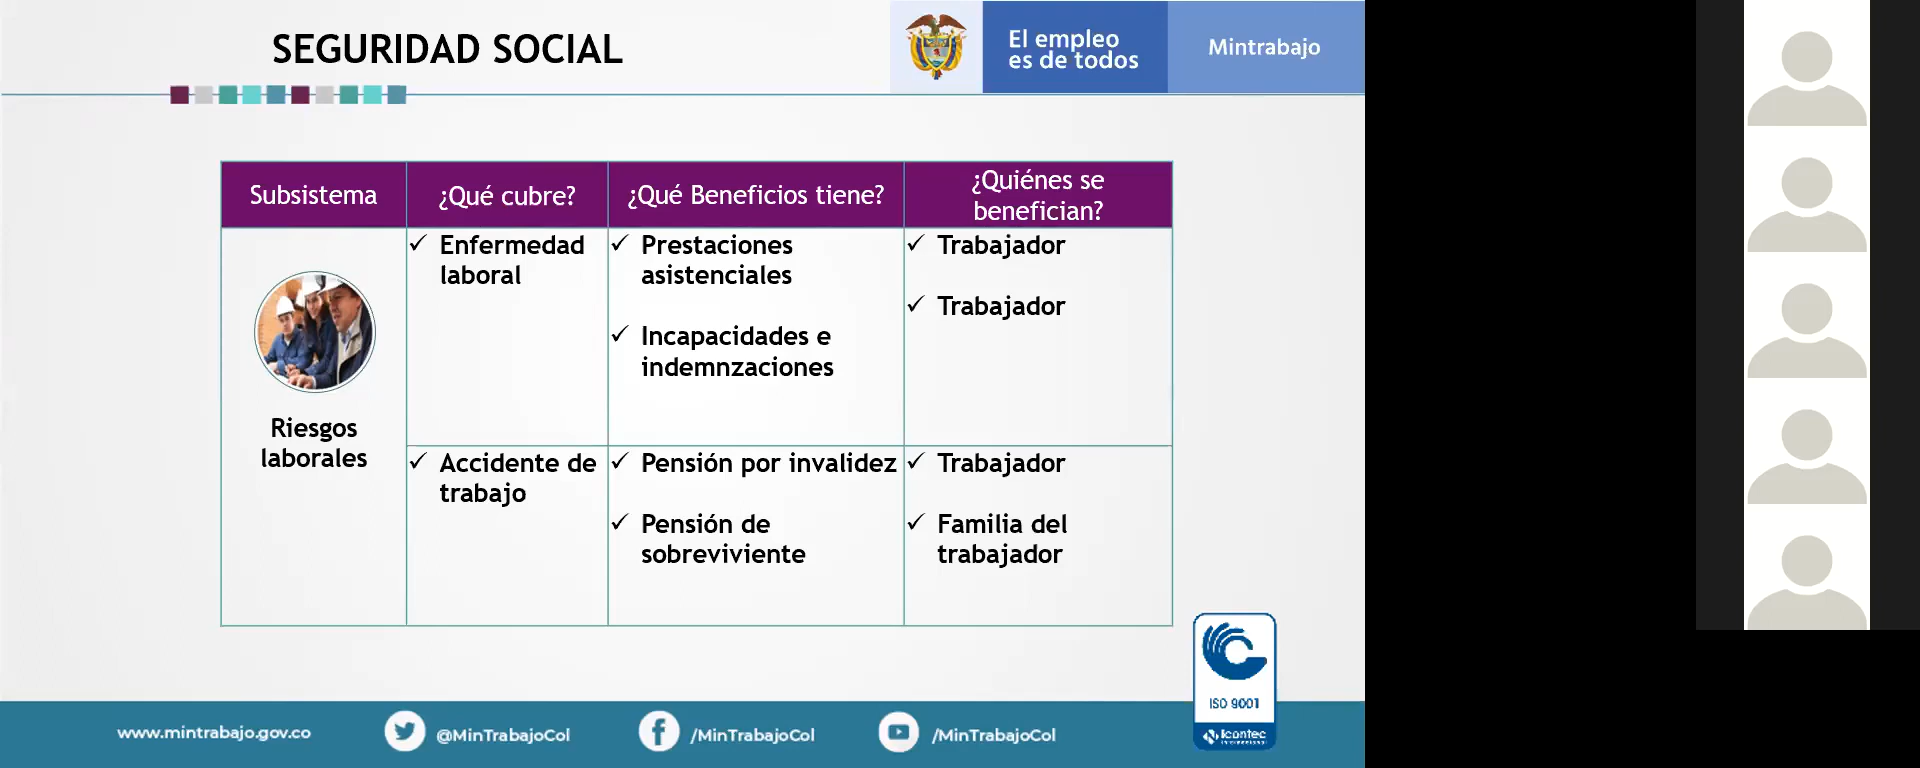 SEGURIDAD SOCIAL
El empleo
es de todos
Mintrabajo
Subsistema
¿Qué cubre?
¿Qué Beneficios tiene?
¿Quiénes se
benefician?
Riesgos
laborales
✓ Enfermedad
laboral
✓ Prestaciones
asistenciales
✓ Incapacidades e
indemnzaciones
✓ Trabajador
✓ Trabajador
✓ Accidente de
trabajo
✓ Pensión por invalidez
✓ Pensión de
sobreviviente
✓ Trabajador
✓ Familia del
trabajador
ISO 9001
icontec
www.mintrabajo.gov.co
@MinTrabajoCol
/MinTrabajoCol
/MinTrabajoCol